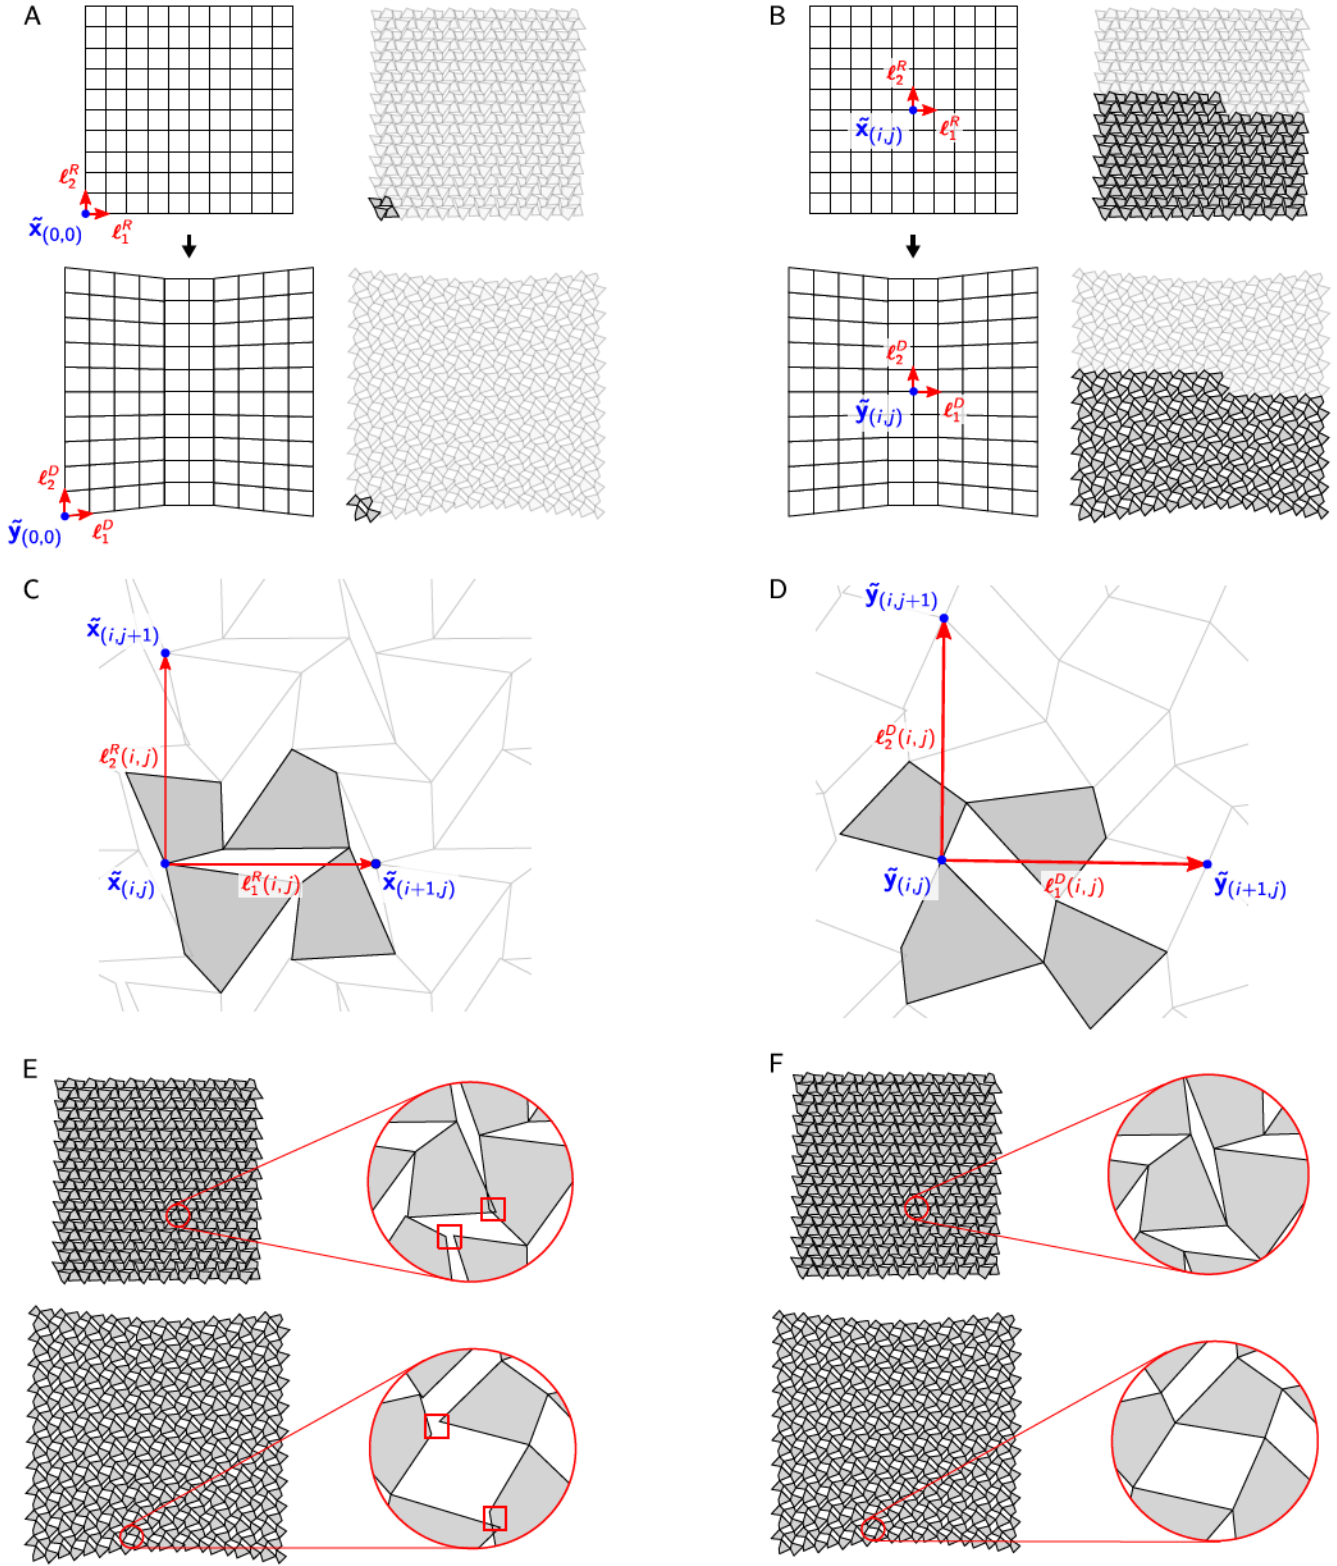 A
B
ℓ₂ᴿ
ℓ₂ᴿ
x̃(i,j)
ℓ₁ᴿ
ℓ₂ᴿ
x̃(0,0)
ℓ₁ᴿ
ℓ₂ᴰ
ỹ(i,j)
ℓ₁ᴰ
ℓ₂ᴰ
ỹ(0,0)
ℓ₁ᴰ
C
D
ỹ(i,j+1)
x̃(i,j+1)
ℓ₂ᴿ(i,j)
ℓ₂ᴰ(i,j)
x̃(i,j)
ℓ₁ᴿ(i,j)
x̃(i+1,j)
ỹ(i,j)
ℓ₁ᴰ(i,j)
ỹ(i+1,j)
E
F